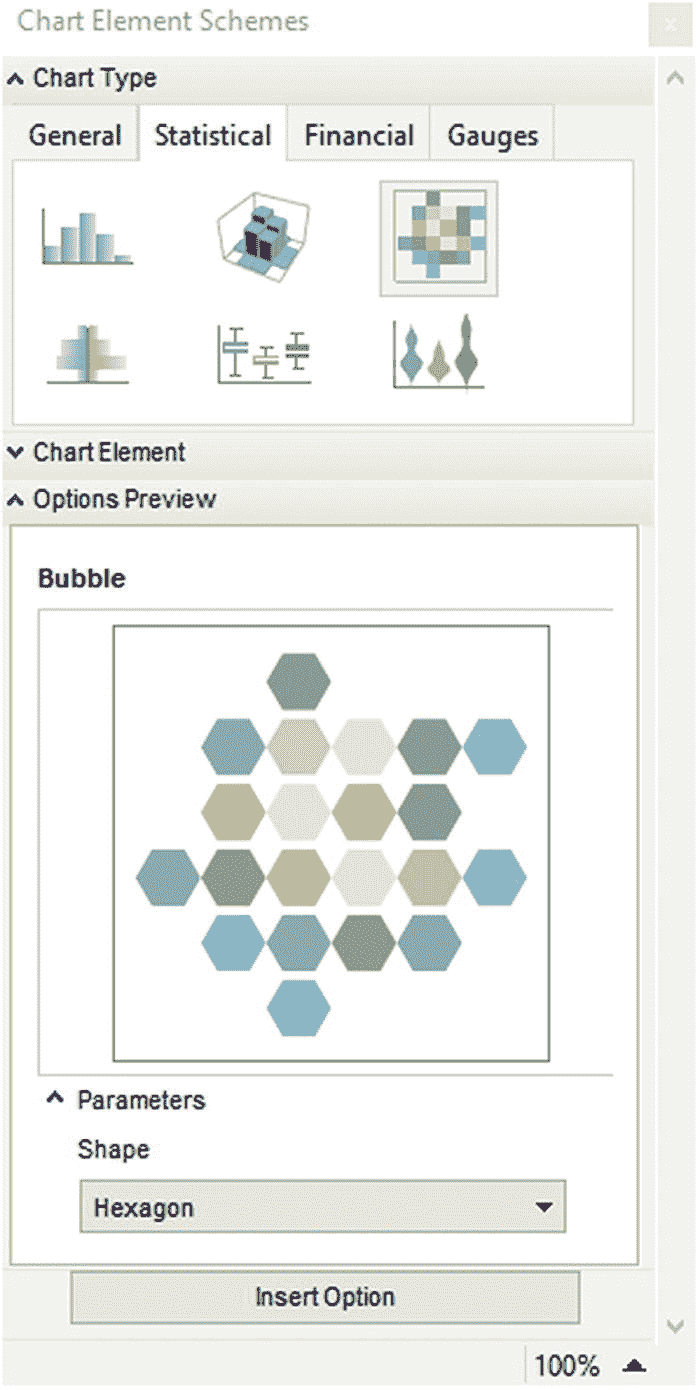 Chart Element Schemes
x
Chart Type
General Statistical Financial Gauges
Chart Element
Options Preview
Bubble
Parameters
Shape
Hexagon
Insert Option
100%